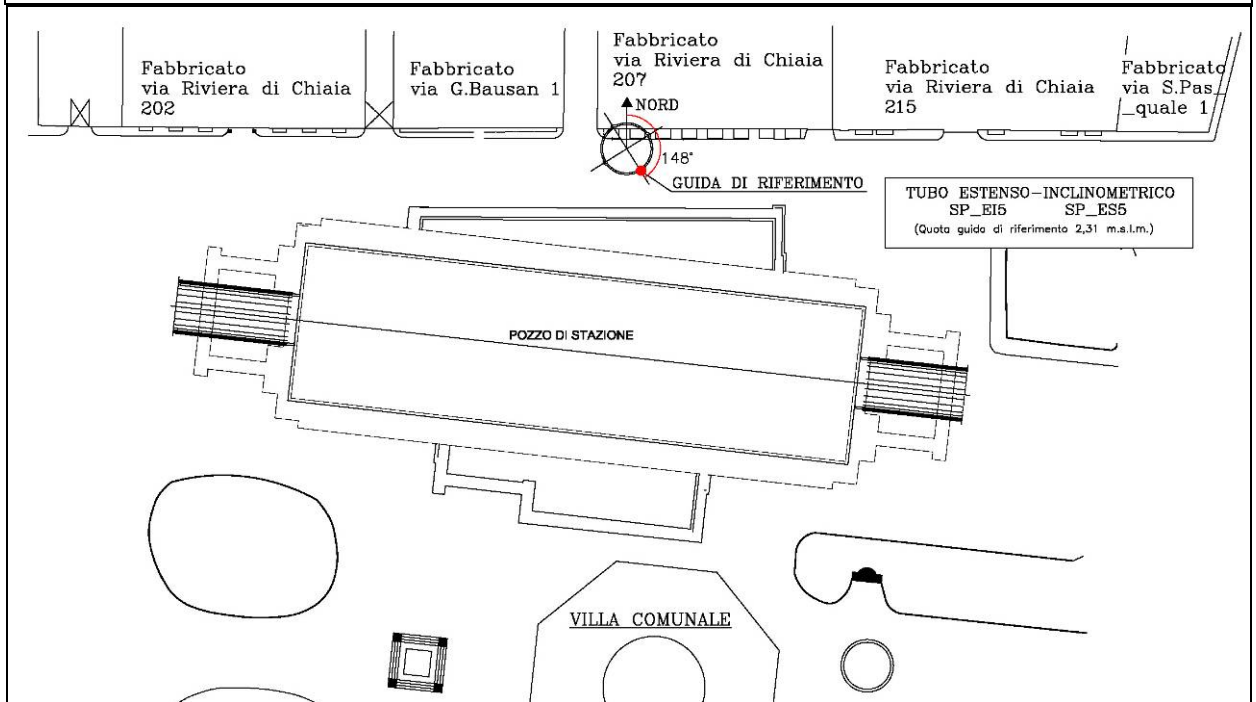 Fabbricato
via Riviera di Chiaia
202
Fabbricato
via G.Bausan 1
Fabbricato
via Riviera di Chiaia
207
Fabbricato
via Riviera di Chiaia
215
Fabbricato
via S.Pas_
_quale 1
NORD
148°
GUIDA DI RIFERIMENTO
TUBO ESTENSO-INCLINOMETRICO
SP_EI5 SP_ES5
(Quota guida di riferimento 2,31 m.s.l.m.)
POZZO DI STAZIONE
VILLA COMUNALE